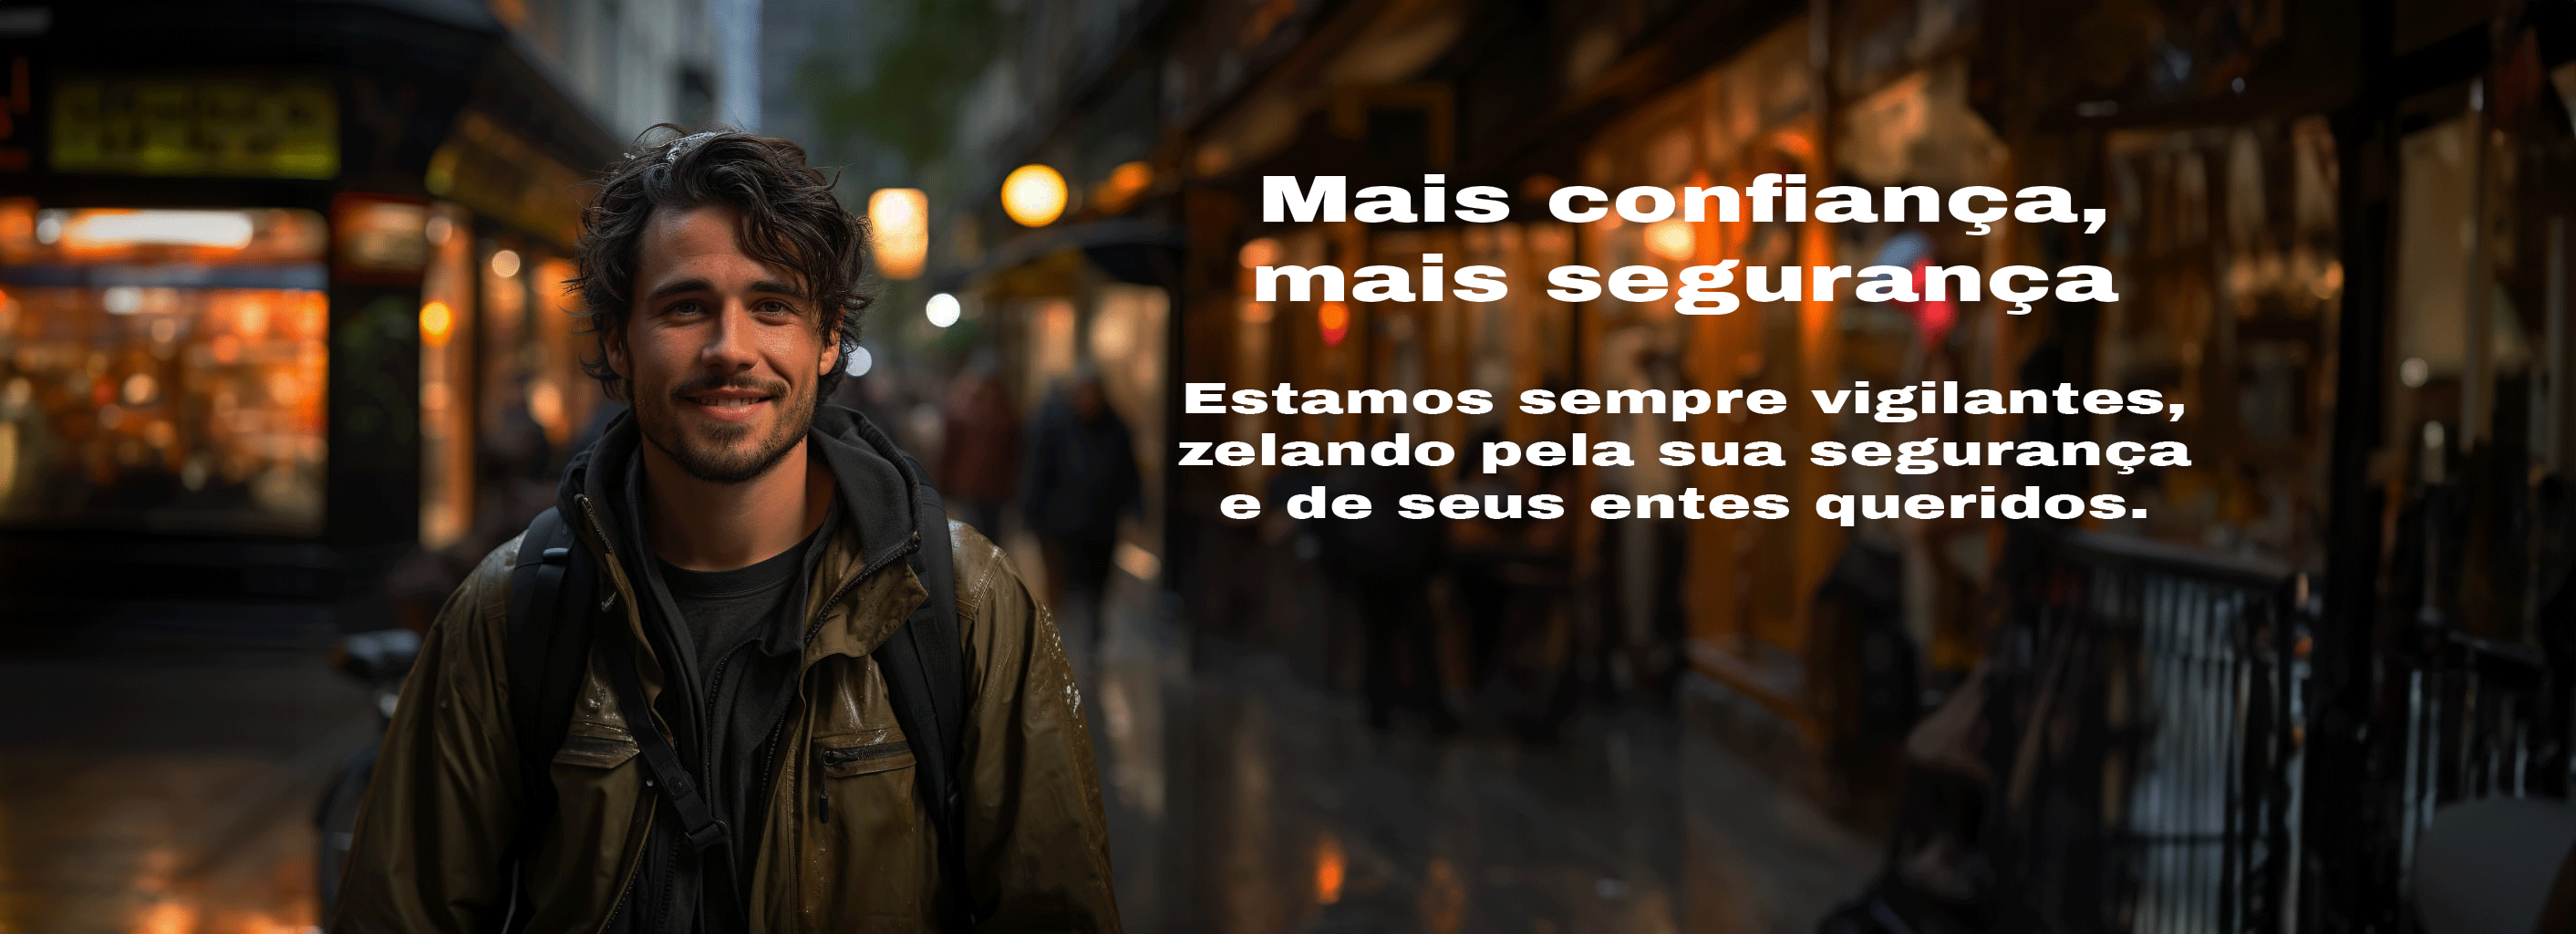 Mais confiança,
mais segurança
Estamos sempre vigilantes,
zelando pela sua segurança
e de seus entes queridos.